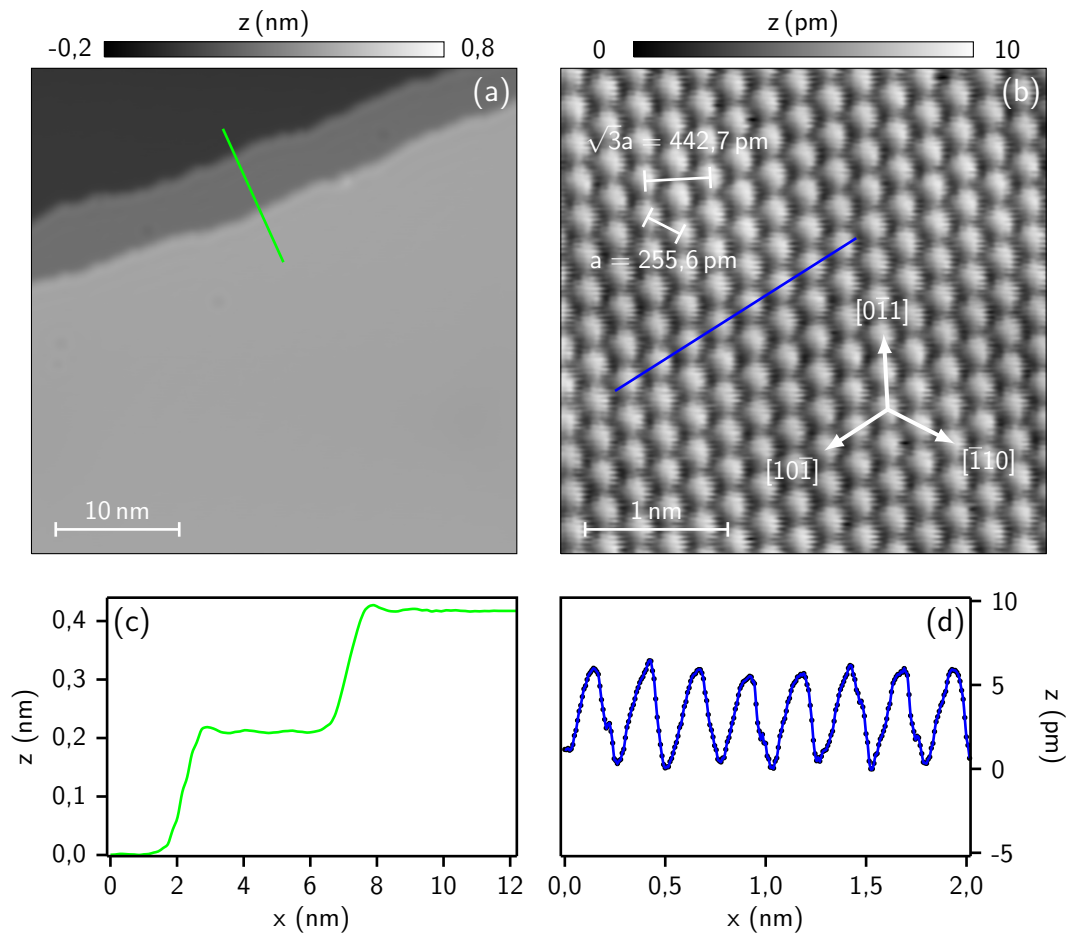 z (nm)
-0,2 0,8
(a)
10 nm
z (pm)
0 10
(b)
√3a = 442,7 pm
a = 255,6 pm
[01̅1]
[101̅]
[1̅10]
1 nm
(c)
z (nm)
0,4
0,3
0,2
0,1
0,0
0 2 4 6 8 10 12
x (nm)
(d)
10
5
0
-5
z (pm)
0,0 0,5 1,0 1,5 2,0
x (nm)